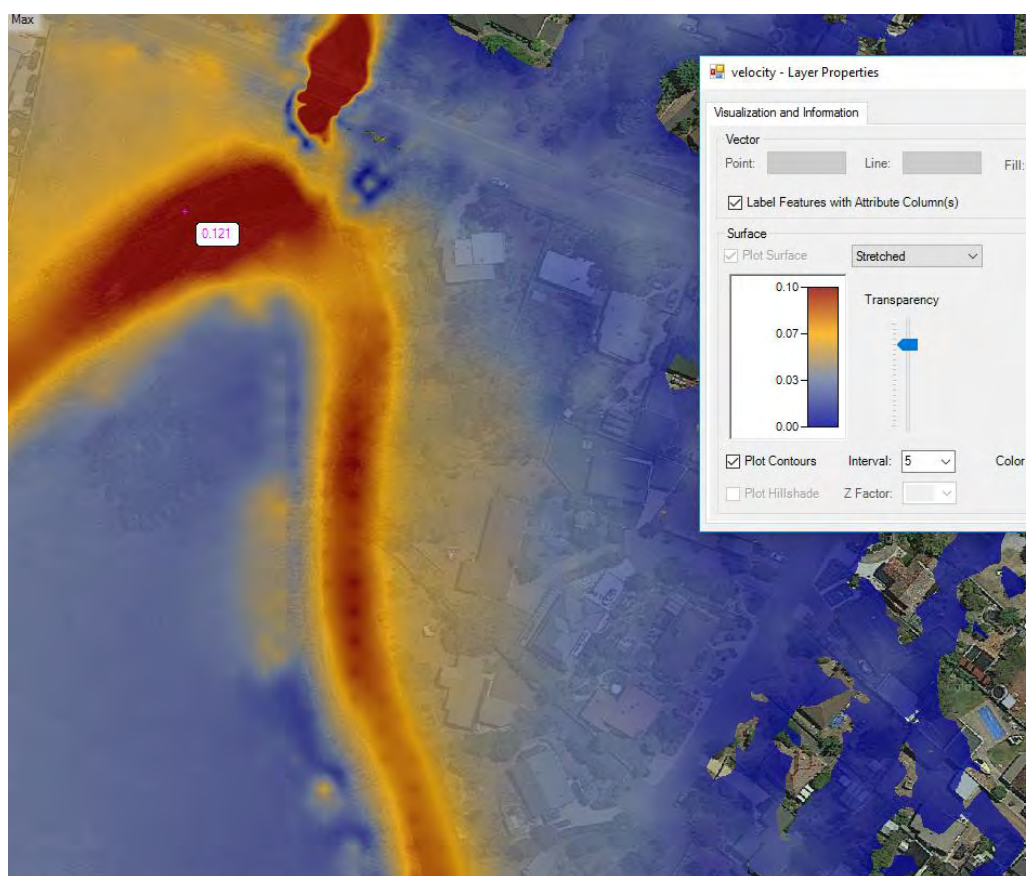 Max
0.121
velocity - Layer Properties
Visualization and Information
Vector
Point:
Line:
Fill:
Label Features with Attribute Column(s)
Surface
Plot Surface
Stretched
0.10
0.07
0.03
0.00
Transparency
Plot Contours
Interval:
5
Color
Plot Hillshade
Z Factor: